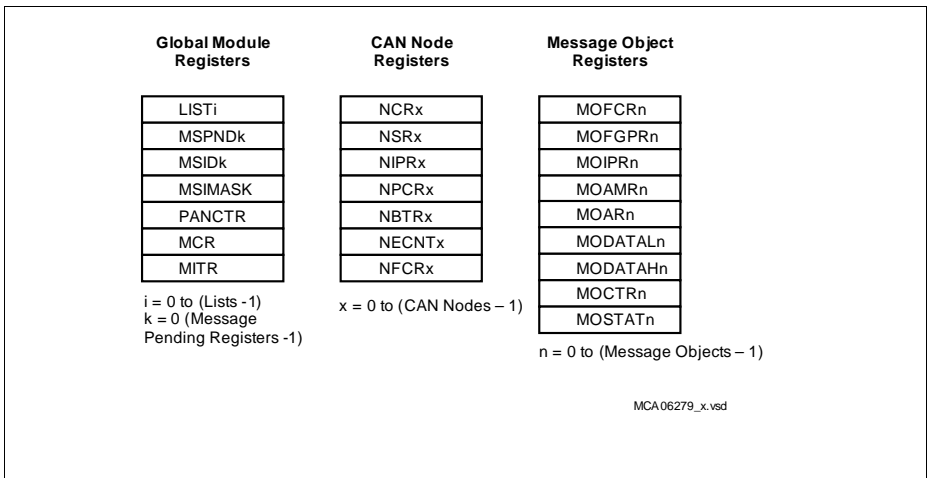 Global Module
Registers
LISTi
MSPNDk
MSIDk
MSIMASK
PANCTR
MCR
MITR
i = 0 to (Lists -1)
k = 0 (Message
Pending Registers -1)
CAN Node
Registers
NCRx
NSRx
NIPRx
NPCRx
NBTRx
NECNTx
NFCRx
x = 0 to (CAN Nodes – 1)
Message Object
Registers
MOFCRn
MOFGPRn
MOIPRn
MOAMRn
MOARn
MODATALn
MODATAHn
MOCTRn
MOSTATn
n = 0 to (Message Objects – 1)
MCA06279_x.vsd